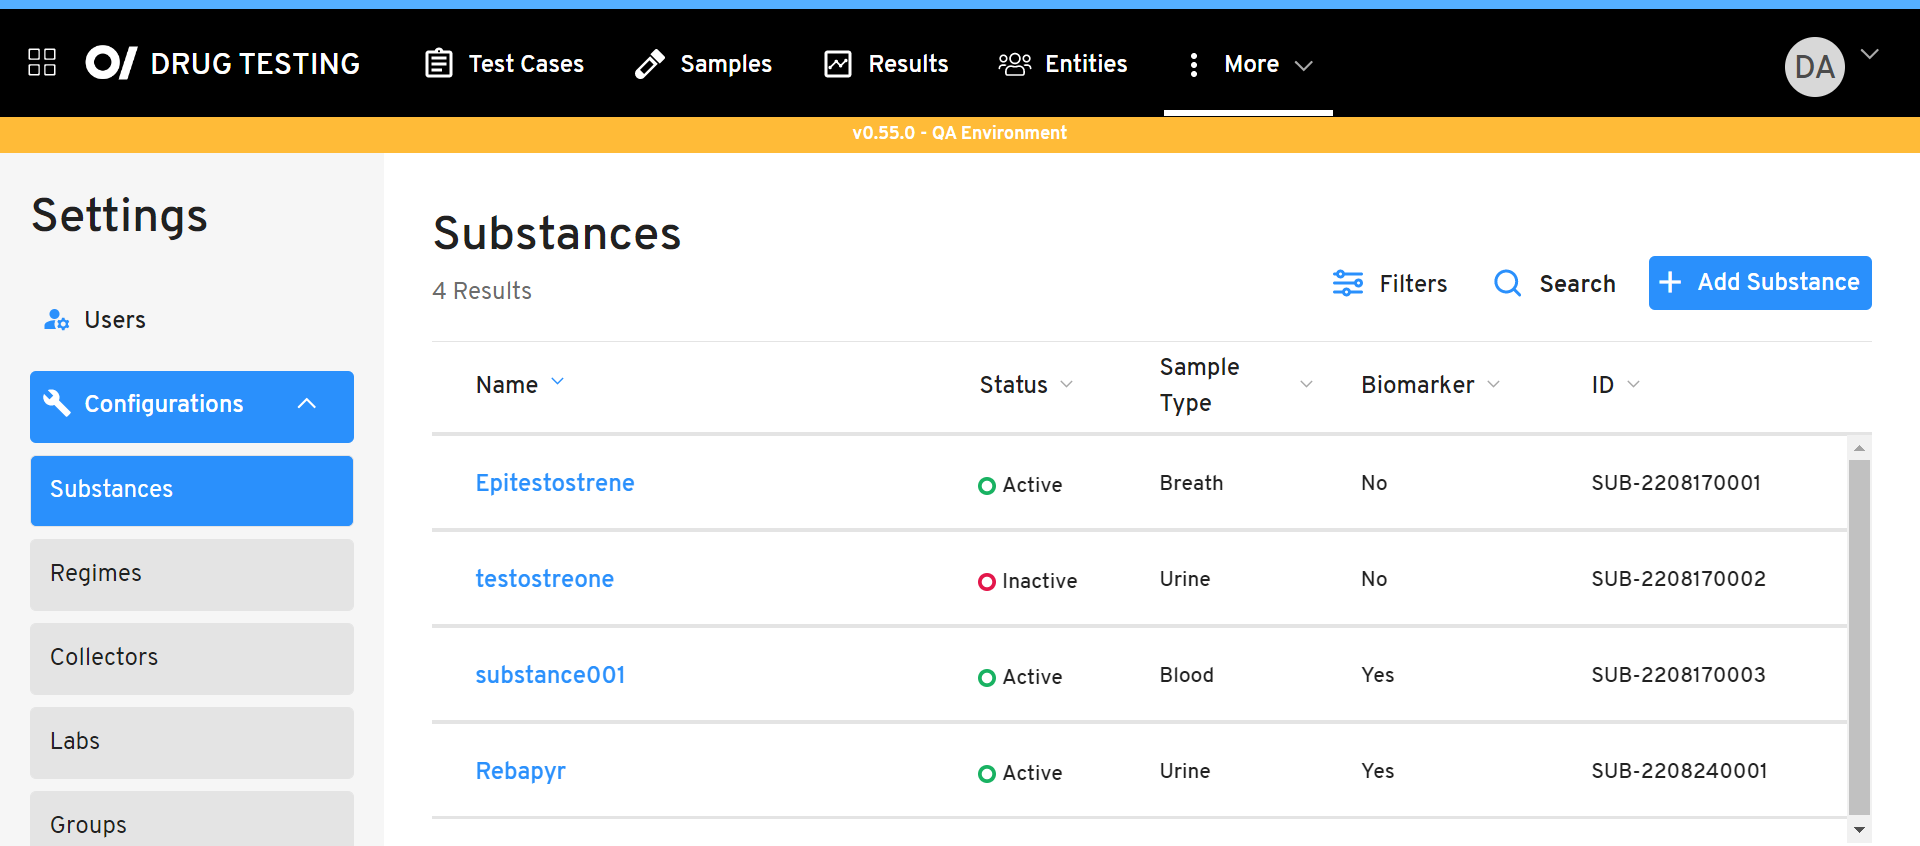 DRUG TESTING
Test Cases
Samples
Results
Entities
More
DA
v0.55.0 - QA Environment
Settings
Users
Configurations
Substances
Regimes
Collectors
Labs
Groups
Substances
4 Results
Filters
Search
Add Substance
Name Status Sample Type Biomarker ID
Epitestostrene Active Breath No SUB-2208170001
testostreone Inactive Urine No SUB-2208170002
substance001 Active Blood Yes SUB-2208170003
Rebapyr Active Urine Yes SUB-2208240001